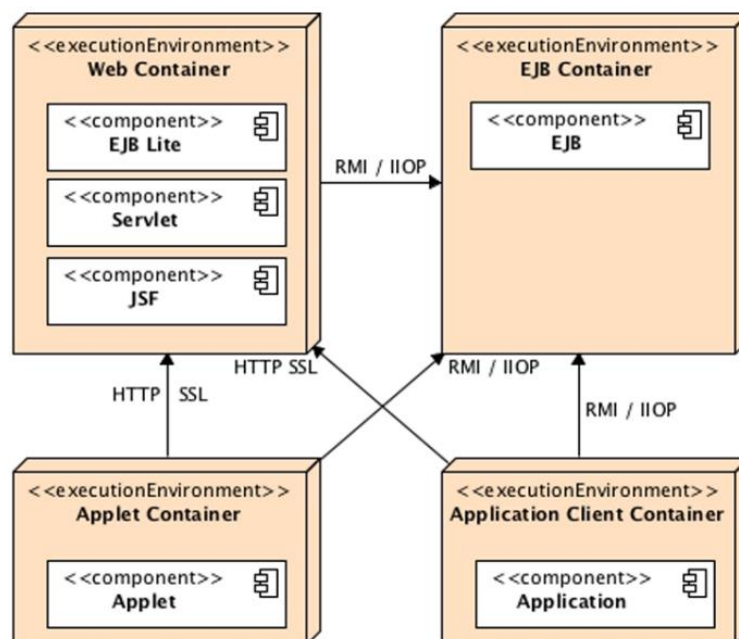 <<executionEnvironment>>
Web Container
<<component>>
EJB Lite
<<component>>
Servlet
<<component>>
JSF
RMI / IIOP
<<executionEnvironment>>
EJB Container
<<component>>
EJB
HTTP SSL
HTTP SSL
RMI / IIOP
RMI / IIOP
<<executionEnvironment>>
Applet Container
<<component>>
Applet
<<executionEnvironment>>
Application Client Container
<<component>>
Application